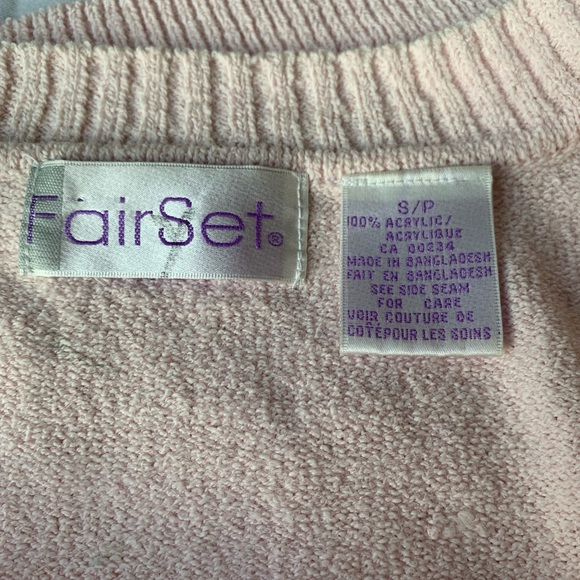 FairSet®
S/P
100% ACRYLIC/
ACRYLIQUE
CA 00234
MADE IN BANGLADESH
FAIT EN BANGLADESH
SEE SIDE SEAM
FOR CARE
VOIR COUTURE DE
COTÉPOUR LES SOINS